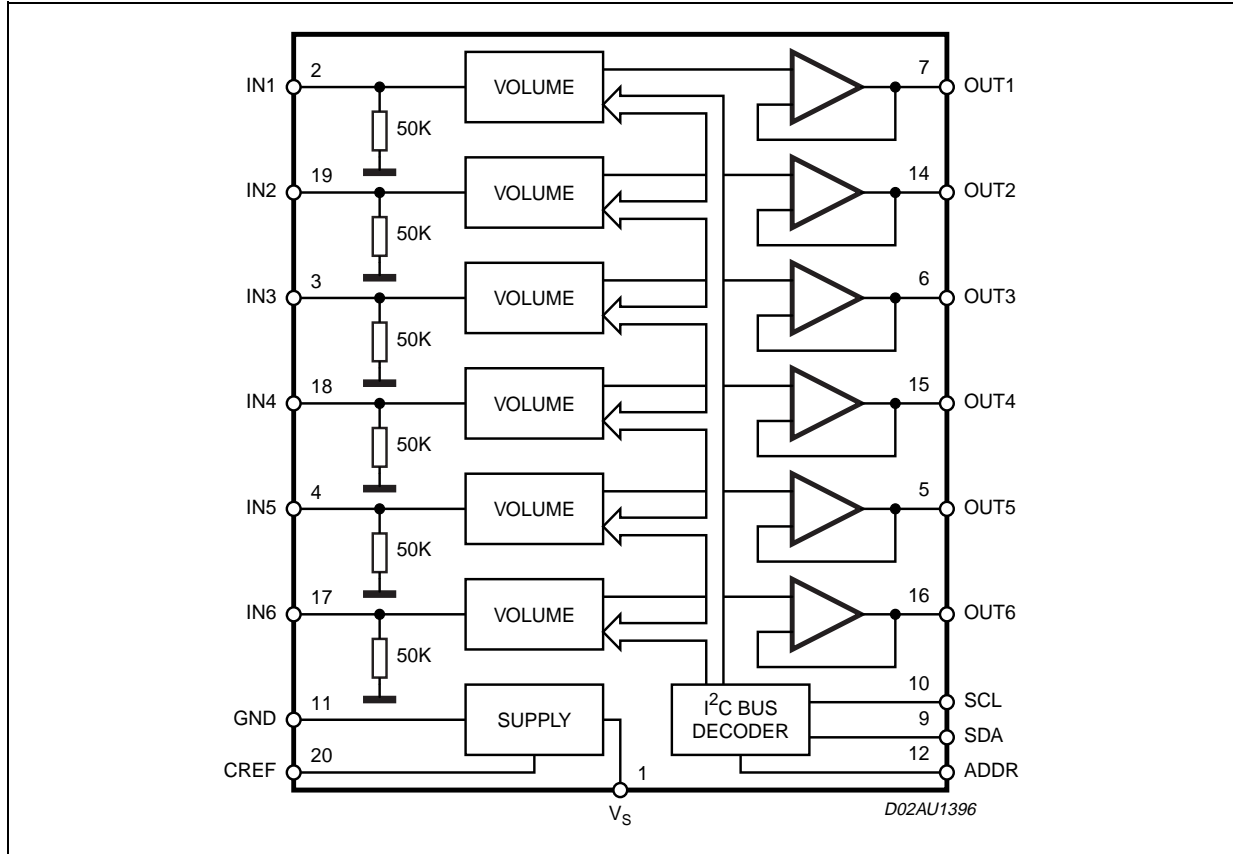 IN1 2 VOLUME 7 OUT1
50K
IN2 19 VOLUME 14 OUT2
50K
IN3 3 VOLUME 6 OUT3
50K
IN4 18 VOLUME 15 OUT4
50K
IN5 4 VOLUME 5 OUT5
50K
IN6 17 VOLUME 16 OUT6
50K
GND 11 SUPPLY I²C BUS DECODER 10 SCL
9 SDA
CREF 20 1 12 ADDR
VS
D02AU1396